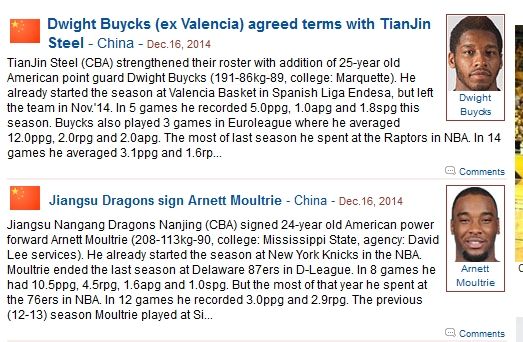 Dwight Buycks (ex Valencia) agreed terms with TianJin
Steel - China - Dec.16, 2014
TianJin Steel (CBA) strengthened their roster with addition of 25-year old
American point guard Dwight Buycks (191-86kg-89, college: Marquette). He
already started the season at Valencia Basket in Spanish Liga Endesa, but left
the team in Nov.'14. In 5 games he recorded 5.0ppg, 1.0apg and 1.8spg this
season. Buycks also played 3 games in Euroleague where he averaged
12.0ppg, 2.0rpg and 2.0apg. The most of last season he spent at the Raptors in NBA. In 14
games he averaged 3.1ppg and 1.6rp...
Dwight
Buycks
Comments
Jiangsu Dragons sign Arnett Moultrie - China - Dec.16, 2014
Jiangsu Nangang Dragons Nanjing (CBA) signed 24-year old American power
forward Arnett Moultrie (208-113kg-90, college: Mississippi State, agency: David
Lee services). He already started the season at New York Knicks in the NBA.
Moultrie ended the last season at Delaware 87ers in D-League. In 8 games he
had 10.5ppg, 4.5rpg, 1.6apg and 1.0spg. But the most of that year he spent at
the 76ers in NBA. In 12 games he recorded 3.0ppg and 2.9rpg. The previous
(12-13) season Moultrie played at Si...
Arnett
Moultrie
Comments